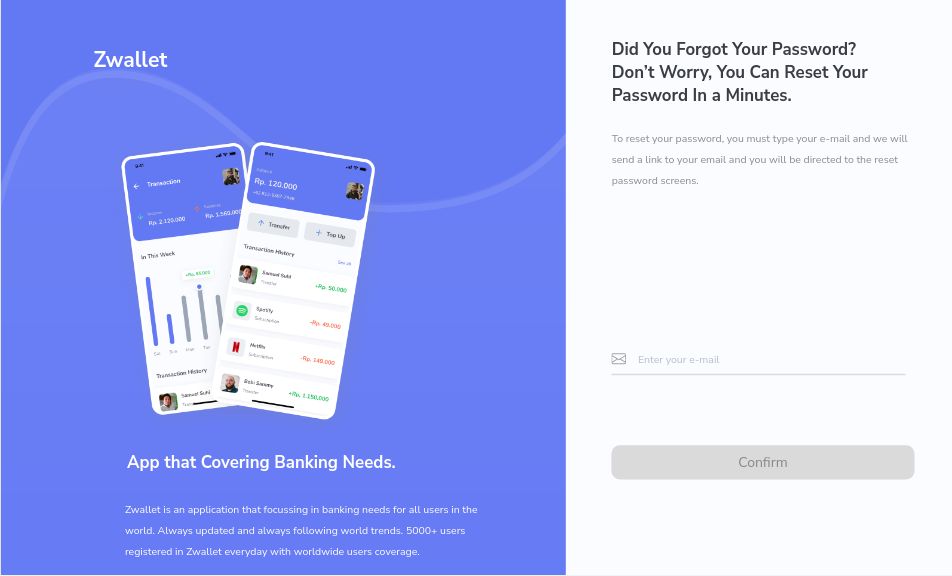 Zwallet
9:41
Transaction
Rp. 2.120.000
Rp. 1.560.000
In This Week
+Rp. 50.000
Sat
Sun
Mon
Tue
Transaction History
Samuel Suhi
9:41
Balance
Rp. 120.000
Transfer
Top Up
Transaction History
See all
Samuel Suhi
Transfer
+Rp. 50.000
Spotify
Subscription
-Rp. 49.000
Netflix
Subscription
-Rp. 149.000
Bobi Sammy
Transfer
+Rp. 1.150.000
App that Covering Banking Needs.
Zwallet is an application that focussing in banking needs for all users in the
world. Always updated and always following world trends. 5000+ users
registered in Zwallet everyday with worldwide users coverage.
Did You Forgot Your Password?
Don’t Worry, You Can Reset Your
Password In a Minutes.
To reset your password, you must type your e-mail and we will
send a link to your email and you will be directed to the reset
password screens.
Enter your e-mail
Confirm